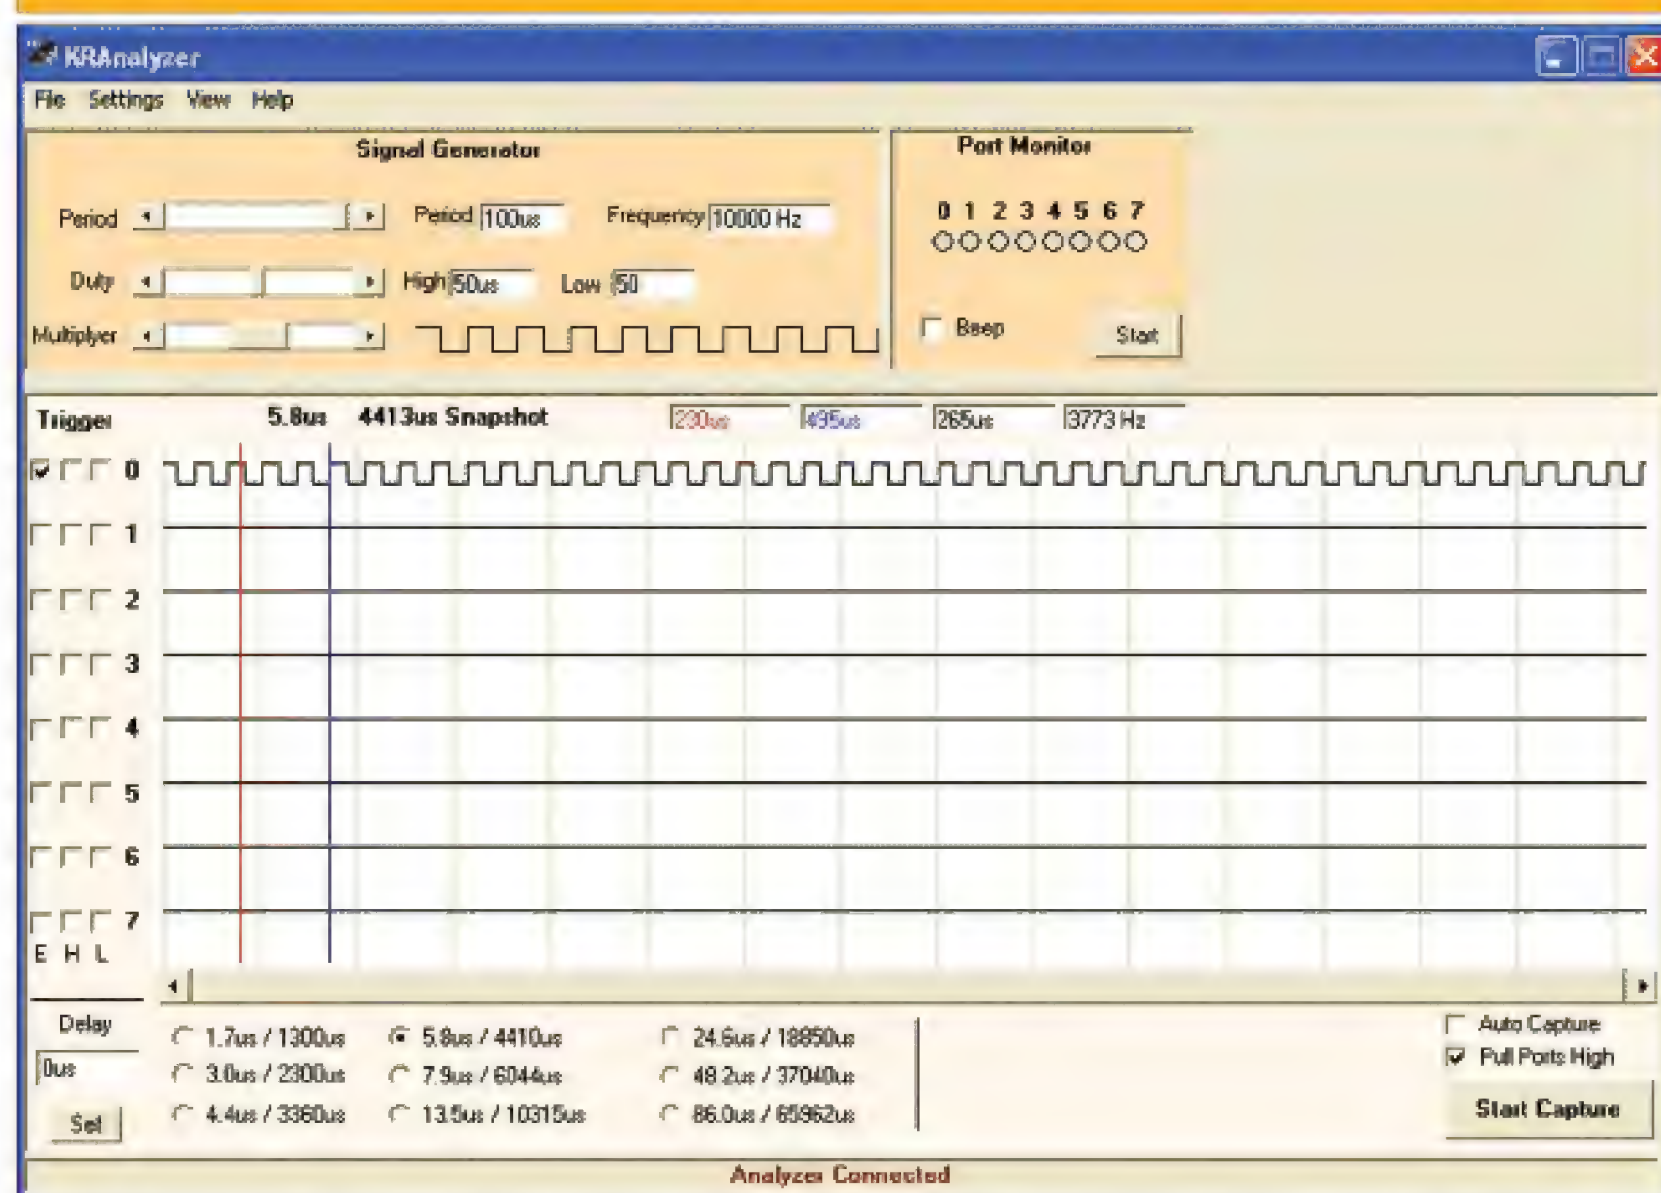 KRAnalyzer
File Settings View Help
Signal Generator
Period
Period 100us
Frequency 10000 Hz
Duty
High 50us
Low 50
Multiplyer
Port Monitor
0 1 2 3 4 5 6 7
Beep
Start
Trigger
5.8us 4413us Snapshot
230us
495us
265us
3773 Hz
0
1
2
3
4
5
6
7
E H L
Delay
0us
Set
1.7us / 1300us
5.8us / 4410us
24.6us / 18850us
3.0us / 2300us
7.9us / 6044us
48.2us / 37040us
4.4us / 3360us
13.5us / 10315us
86.0us / 65962us
Auto Capture
Pull Ports High
Start Capture
Analyzer Connected